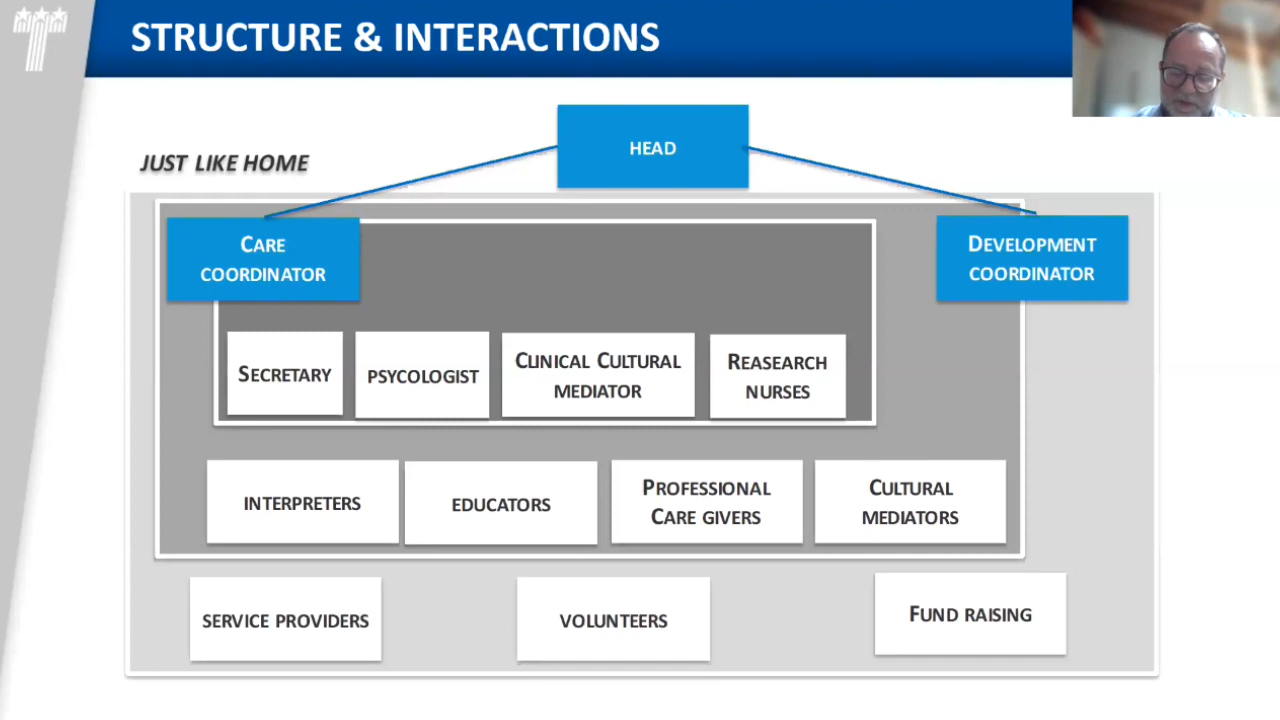 STRUCTURE & INTERACTIONS
JUST LIKE HOME
HEAD
CARE
COORDINATOR
DEVELOPMENT
COORDINATOR
SECRETARY
PSYCOLOGIST
CLINICAL CULTURAL
MEDIATOR
REASEARCH
NURSES
INTERPRETERS
EDUCATORS
PROFESSIONAL
CARE GIVERS
CULTURAL
MEDIATORS
SERVICE PROVIDERS
VOLUNTEERS
FUND RAISING